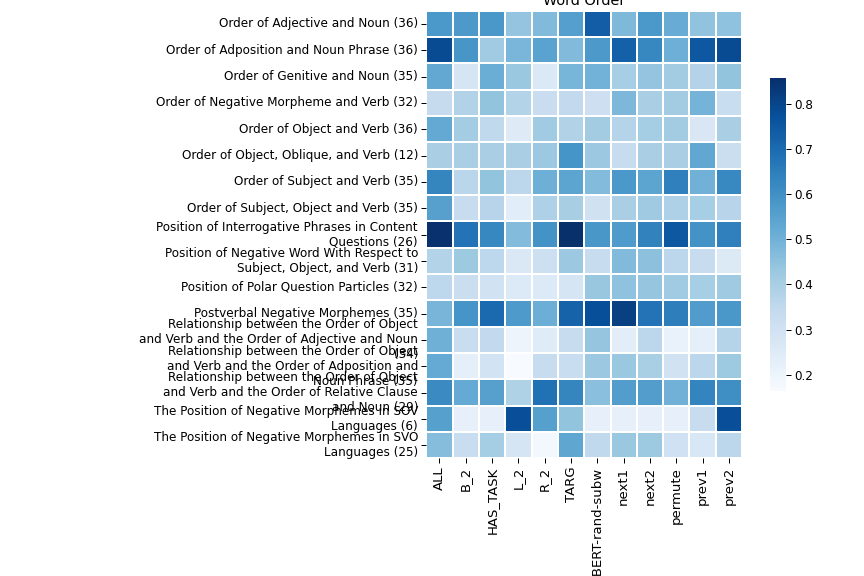 Word Order
Order of Adjective and Noun (36)
Order of Adposition and Noun Phrase (36)
Order of Genitive and Noun (35)
Order of Negative Morpheme and Verb (32)
Order of Object and Verb (36)
Order of Object, Oblique, and Verb (12)
Order of Subject and Verb (35)
Order of Subject, Object and Verb (35)
Position of Interrogative Phrases in Content
Questions (26)
Position of Negative Word With Respect to
Subject, Object, and Verb (31)
Position of Polar Question Particles (32)
Postverbal Negative Morphemes (35)
Relationship between the Order of Object
and Verb and the Order of Adjective and Noun
(34)
Relationship between the Order of Object
and Verb and the Order of Adposition and
Noun Phrase (35)
Relationship between the Order of Object
and Verb and the Order of Relative Clause
and Noun (29)
The Position of Negative Morphemes in SOV
Languages (6)
The Position of Negative Morphemes in SVO
Languages (25)
ALL
B_2
HAS_TASK
L_2
R_2
TARG
BERT-rand-subw
next1
next2
permute
prev1
prev2
0.8
0.7
0.6
0.5
0.4
0.3
0.2